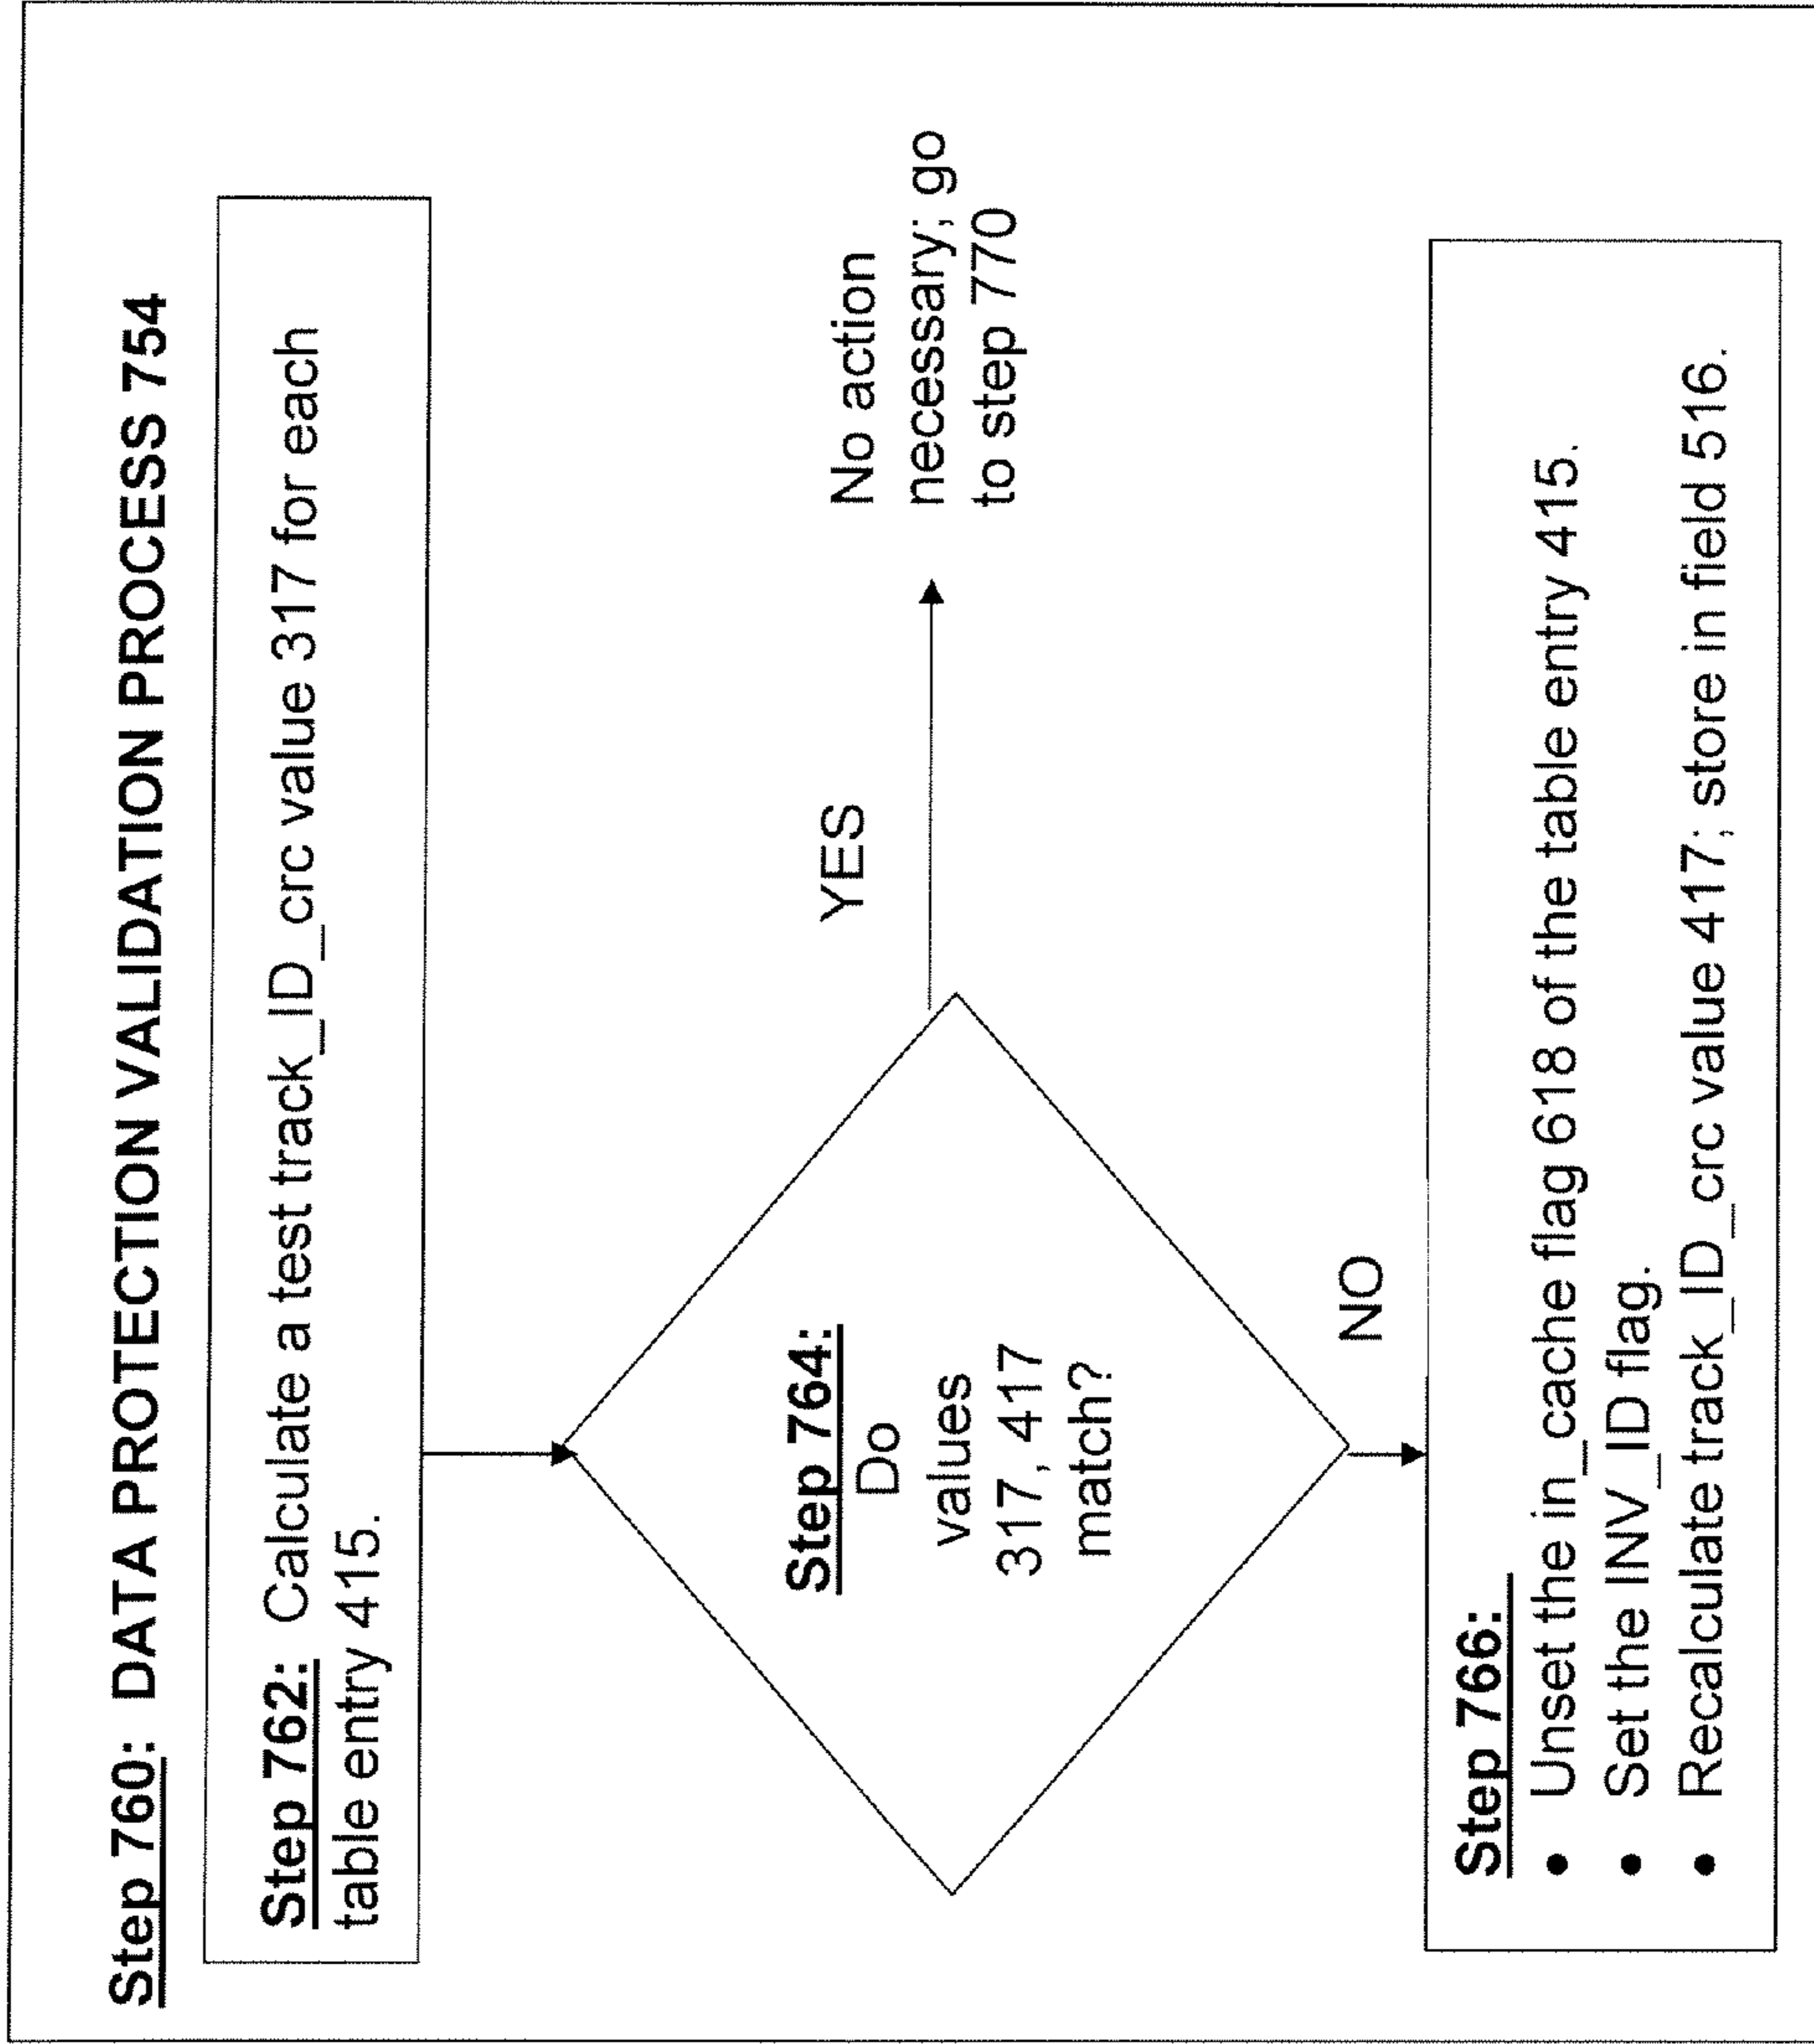 Step 760: DATA PROTECTION VALIDATION PROCESS 754
Step 762: Calculate a test track_ID_crc value 317 for each
table entry 415.
Step 764:
Do
values
317, 417
match?
YES
No action
necessary; go
to step 770
NO
Step 766:
• Unset the in_cache flag 618 of the table entry 415.
• Set the INV_ID flag.
• Recalculate track_ID_crc value 417; store in field 516.